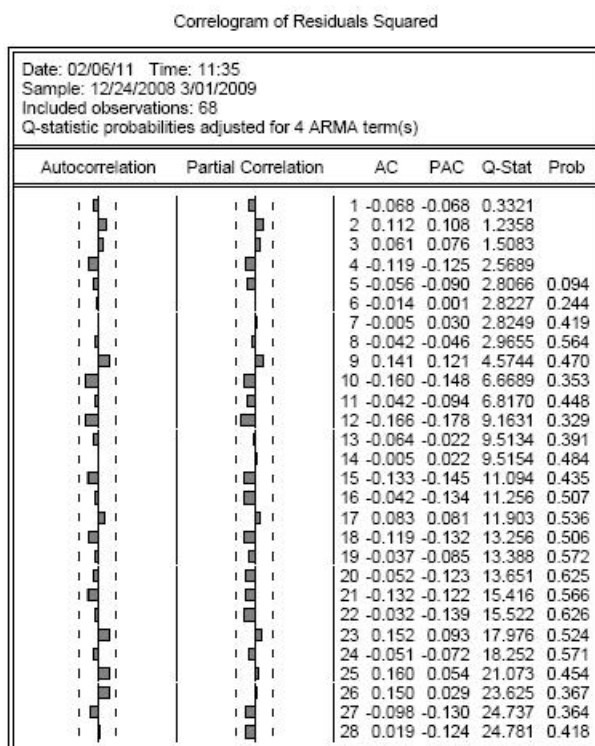 Correlogram of Residuals Squared
Date: 02/06/11 Time: 11:35
Sample: 12/24/2008 3/01/2009
Included observations: 68
Q-statistic probabilities adjusted for 4 ARMA term(s)
Autocorrelation Partial Correlation AC PAC Q-Stat Prob
1 -0.068 -0.068 0.3321
2 0.112 0.108 1.2358
3 0.061 0.076 1.5083
4 -0.119 -0.125 2.5689
5 -0.056 -0.090 2.8066 0.094
6 -0.014 0.001 2.8227 0.244
7 -0.005 0.030 2.8249 0.419
8 -0.042 -0.046 2.9655 0.564
9 0.141 0.121 4.5744 0.470
10 -0.160 -0.148 6.6689 0.353
11 -0.042 -0.094 6.8170 0.448
12 -0.166 -0.178 9.1631 0.329
13 -0.064 -0.022 9.5134 0.391
14 -0.005 0.022 9.5154 0.484
15 -0.133 -0.145 11.094 0.435
16 -0.042 -0.134 11.256 0.507
17 0.083 0.081 11.903 0.536
18 -0.119 -0.132 13.256 0.506
19 -0.037 -0.085 13.388 0.572
20 -0.052 -0.123 13.651 0.625
21 -0.132 -0.122 15.416 0.566
22 -0.032 -0.139 15.522 0.626
23 0.152 0.093 17.976 0.524
24 -0.051 -0.072 18.252 0.571
25 0.160 0.054 21.073 0.454
26 0.150 0.029 23.625 0.367
27 -0.098 -0.130 24.737 0.364
28 0.019 -0.124 24.781 0.418